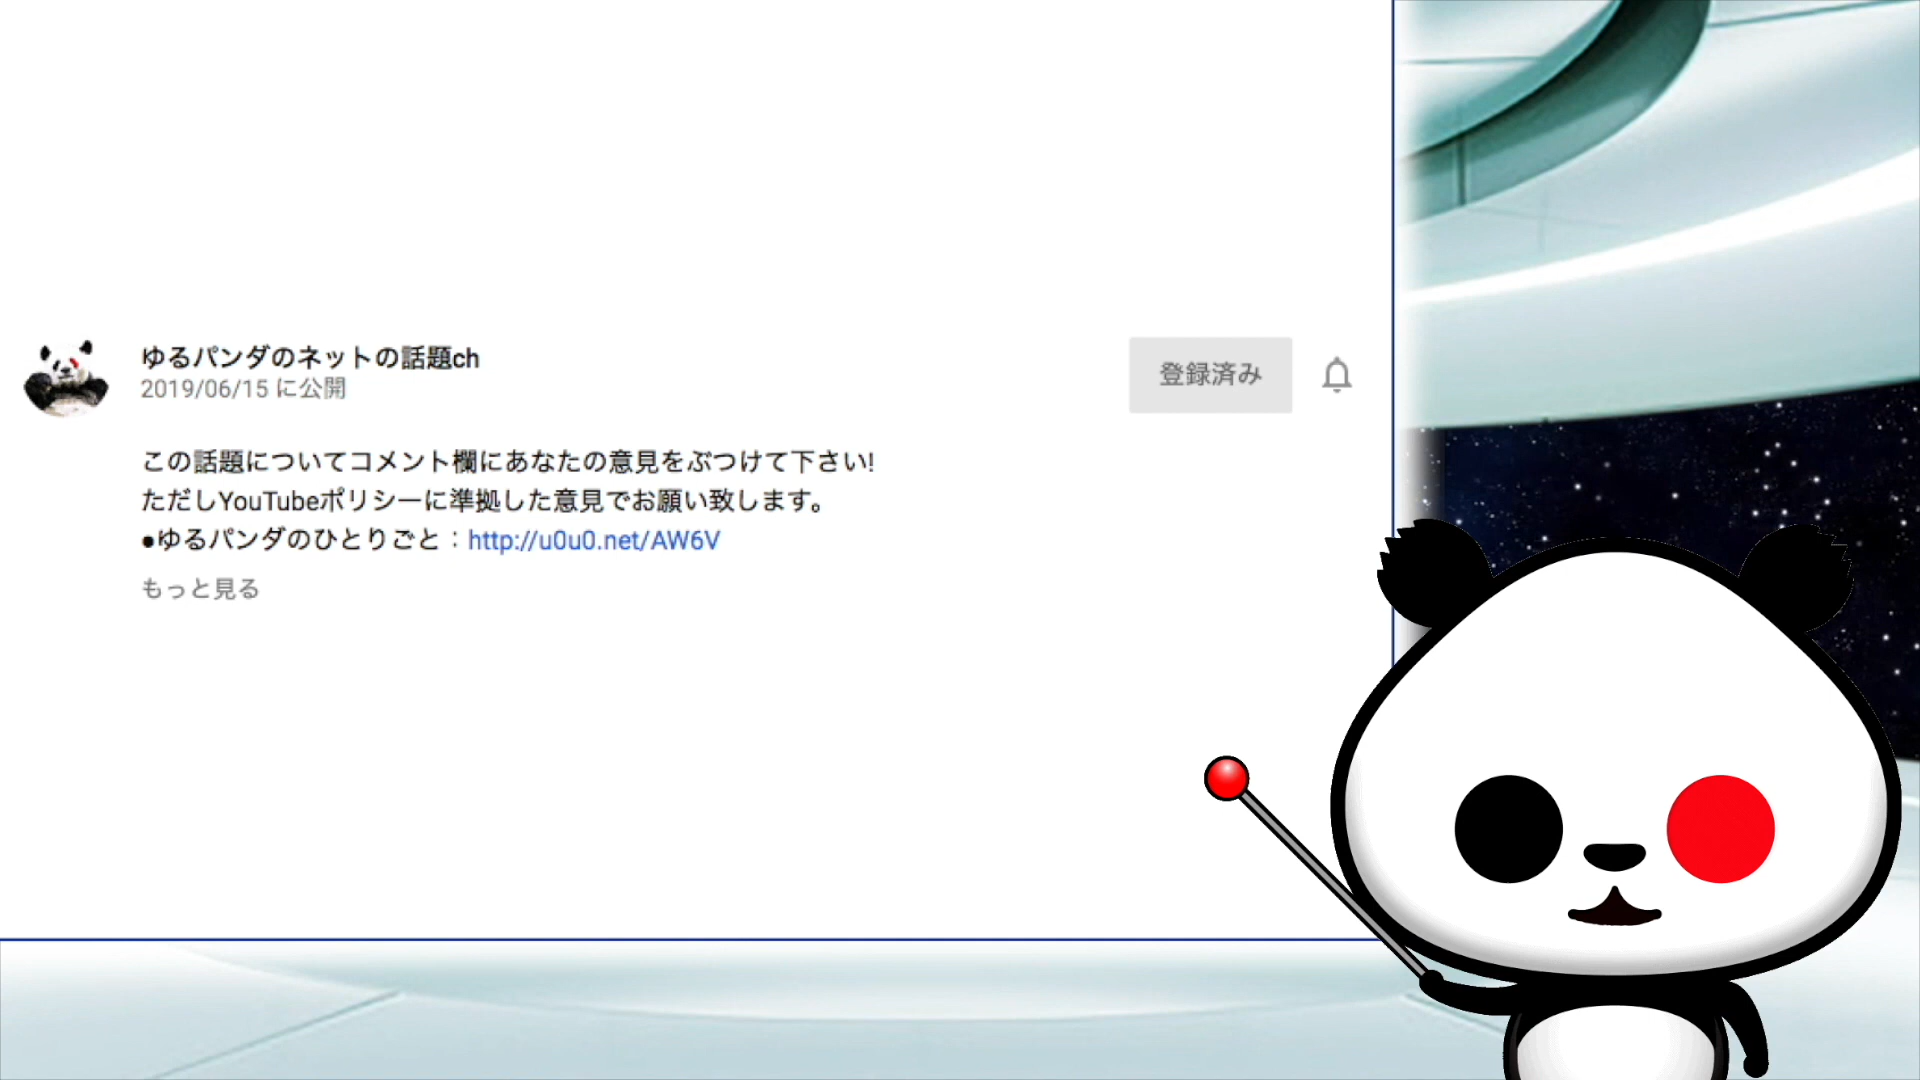 ゆるパンダのネットの話題ch
2019/06/15 に公開
登録済み
この話題についてコメント欄にあなたの意見をぶつけて下さい!
ただしYouTubeポリシーに準拠した意見でお願い致します。
●ゆるパンダのひとりごと：http://u0u0.net/AW6V
もっと見る